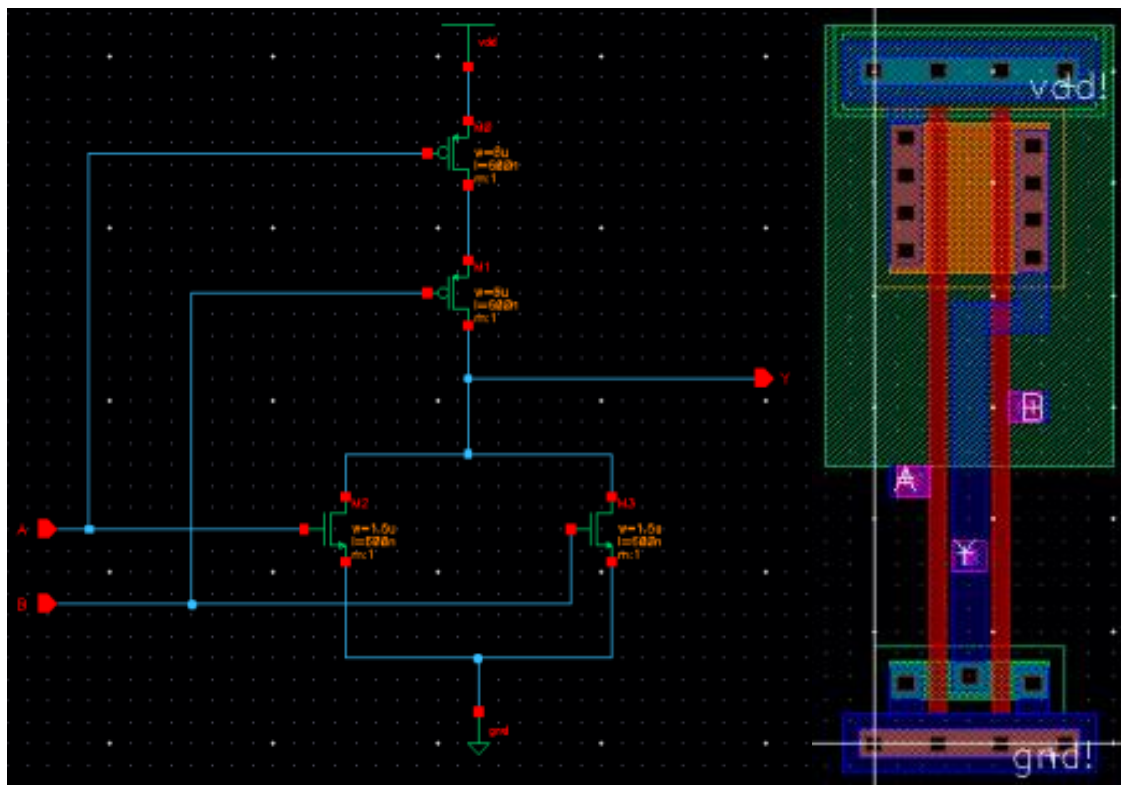 vdd
M0
w=6u
l=600n
m:1
M1
w=6u
l=600n
m:1
Y
M2
w=1.5u
l=600n
m:1
M3
w=1.5u
l=600n
m:1
A
B
gnd
vdd!
B
A
Y
gnd!